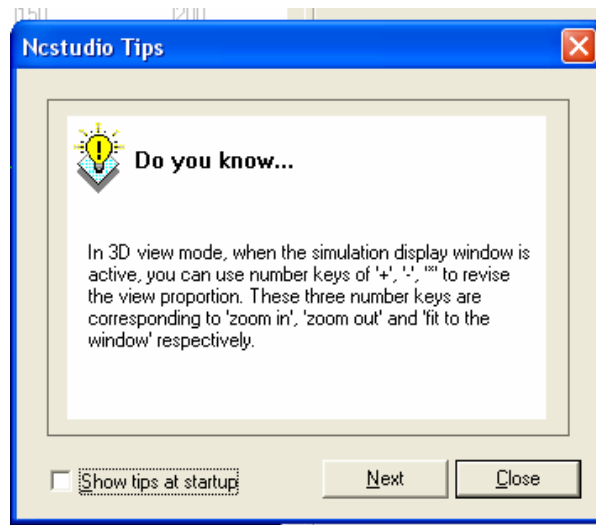 150 200
Ncstudio Tips
Do you know...
In 3D view mode, when the simulation display window is
active, you can use number keys of '+', '-', '*' to revise
the view proportion. These three number keys are
corresponding to 'zoom in', 'zoom out' and 'fit to the
window' respectively.
Show tips at startup Next Close